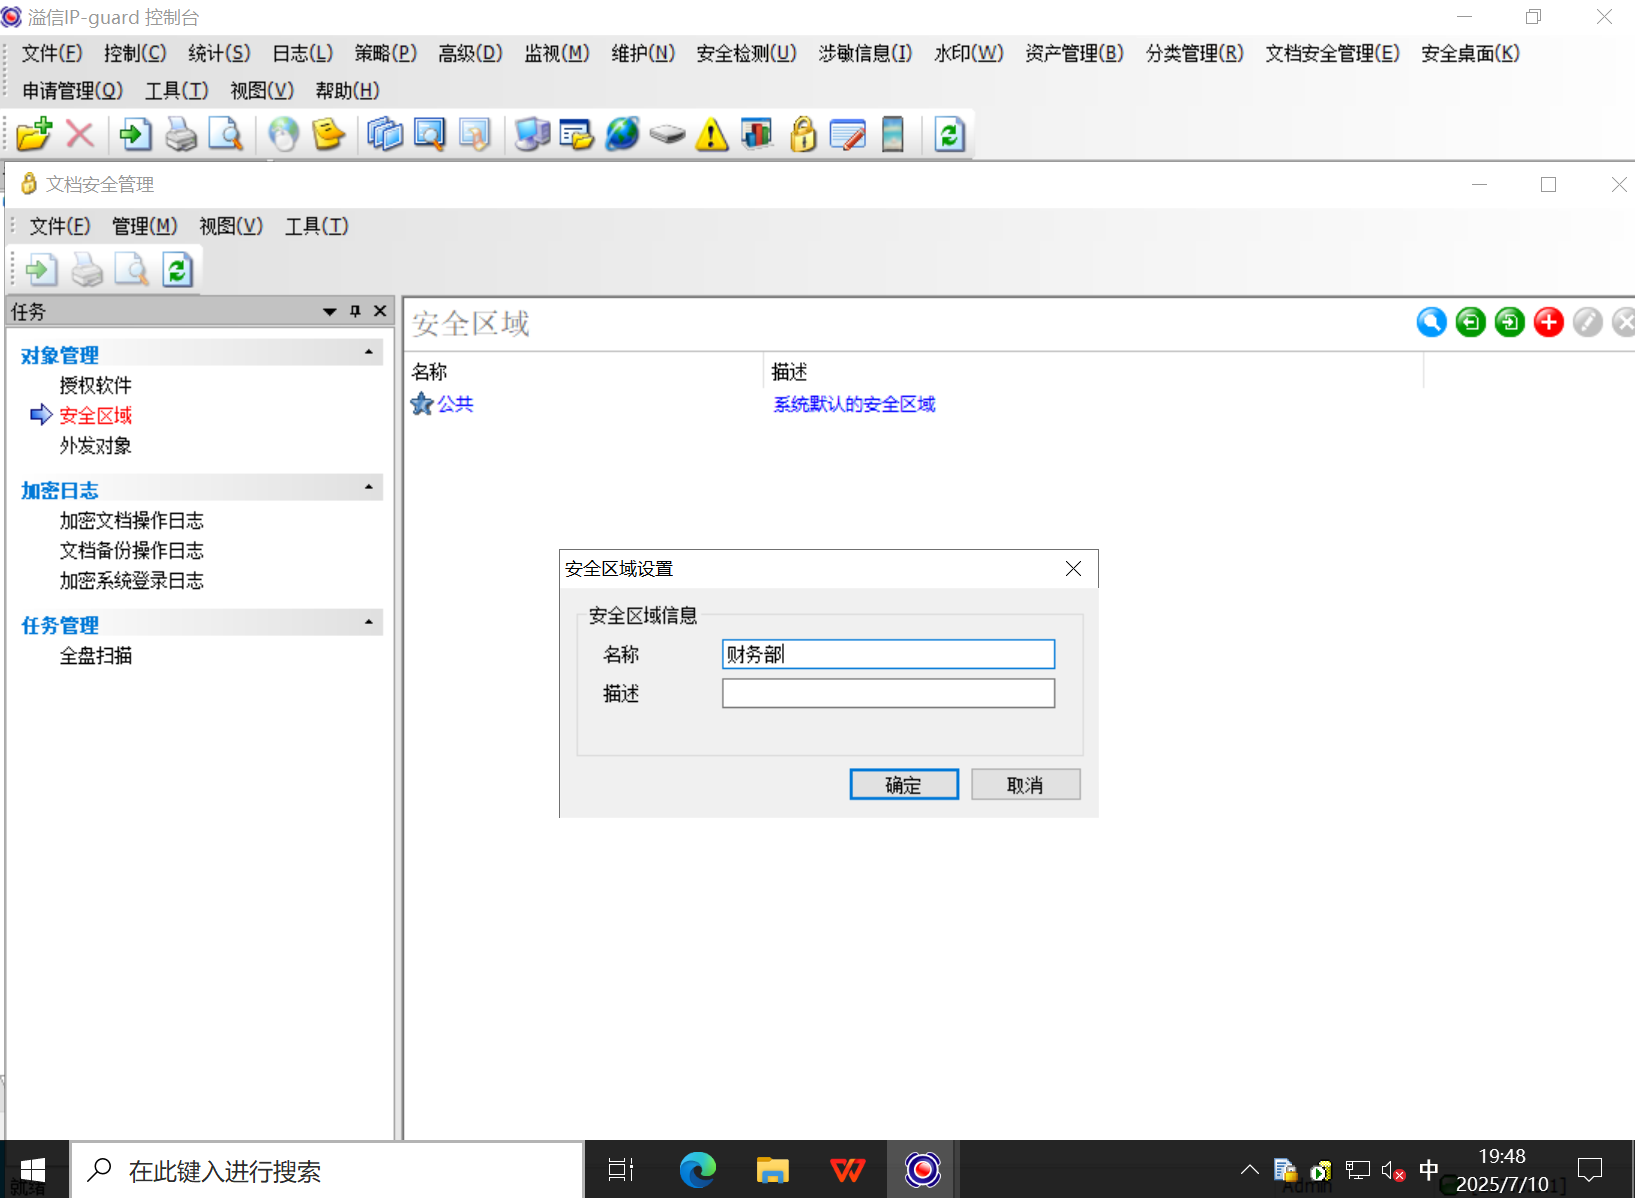 溢信IP-guard 控制台
文件(F) 控制(C) 统计(S) 日志(L) 策略(P) 高级(D) 监视(M) 维护(N) 安全检测(U) 涉敏信息(I) 水印(W) 资产管理(B) 分类管理(R) 文档安全管理(E) 安全桌面(K)
申请管理(Q) 工具(T) 视图(V) 帮助(H)
文档安全管理
文件(F) 管理(M) 视图(V) 工具(T)
任务
安全区域
对象管理
授权软件
安全区域
外发对象
加密日志
加密文档操作日志
文档备份操作日志
加密系统登录日志
任务管理
全盘扫描
名称 描述
公共 系统默认的安全区域
安全区域设置
安全区域信息
名称 财务部
描述
确定 取消
在此键入进行搜索
中
19:48
2025/7/10
就绪
Admin